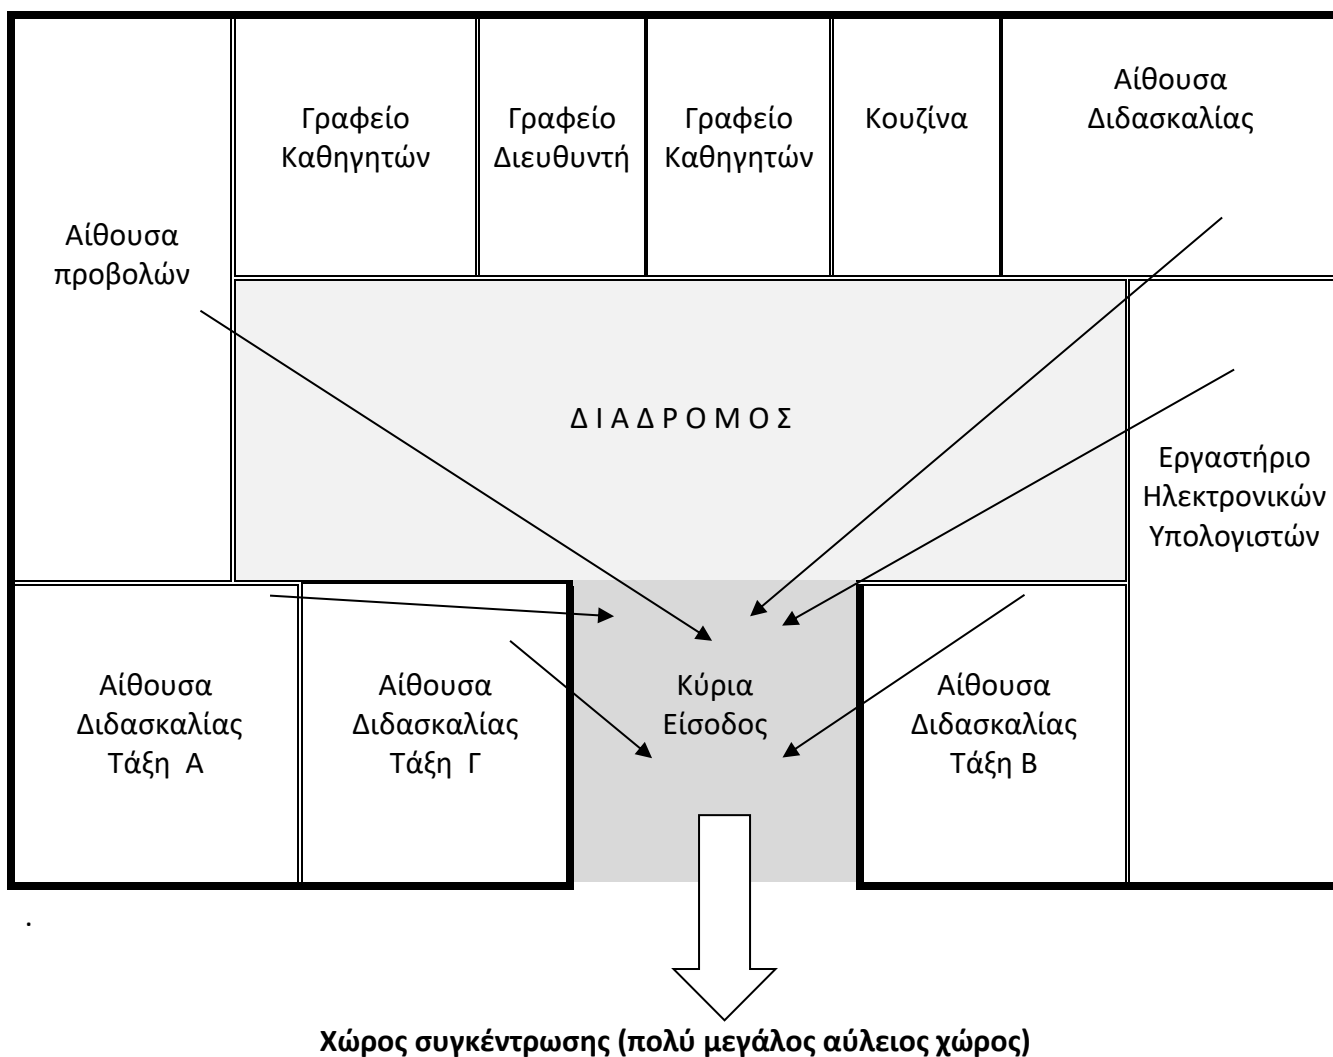 Γραφείο
Καθηγητών
Γραφείο
Διευθυντή
Γραφείο
Καθηγητών
Κουζίνα
Αίθουσα
Διδασκαλίας
Αίθουσα
προβολών
Δ Ι Α Δ Ρ Ο Μ Ο Σ
Εργαστήριο
Ηλεκτρονικών
Υπολογιστών
Αίθουσα
Διδασκαλίας
Τάξη Α
Αίθουσα
Διδασκαλίας
Τάξη Γ
Κύρια
Είσοδος
Αίθουσα
Διδασκαλίας
Τάξη Β
.
Χώρος συγκέντρωσης (πολύ μεγάλος αύλειος χώρος)